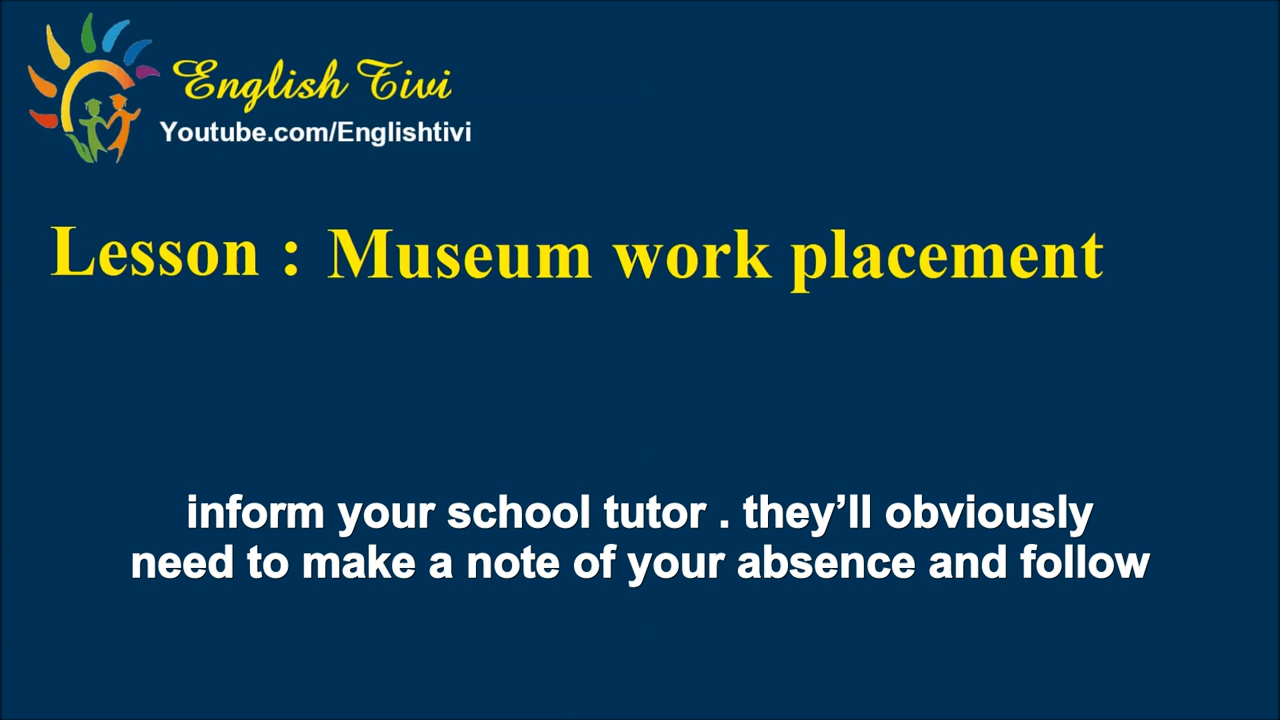 English Tivi
Youtube.com/Englishtivi
Lesson : Museum work placement
inform your school tutor . they’ll obviously
need to make a note of your absence and follow